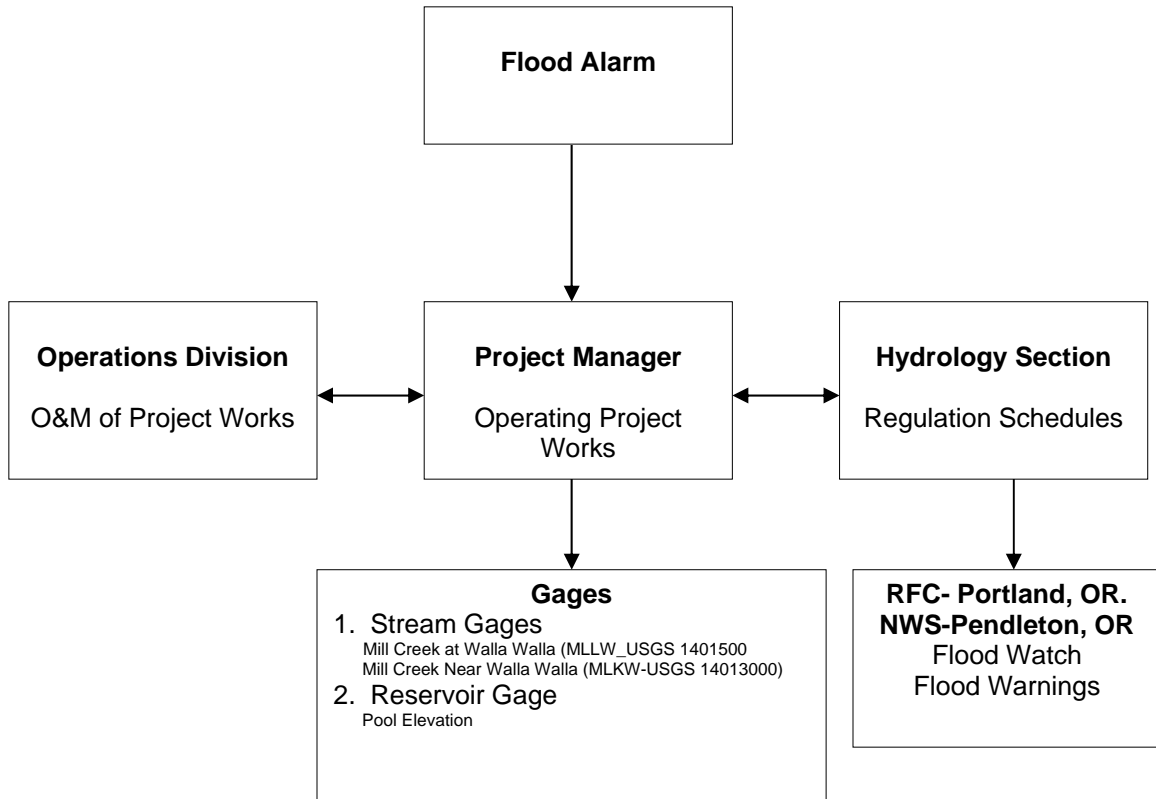 Flood Alarm
Operations Division
O&M of Project Works
Project Manager
Operating Project
Works
Hydrology Section
Regulation Schedules
Gages
1. Stream Gages
Mill Creek at Walla Walla (MLLW_USGS 1401500
Mill Creek Near Walla Walla (MLKW-USGS 14013000)
2. Reservoir Gage
Pool Elevation
RFC- Portland, OR.
NWS-Pendleton, OR
Flood Watch
Flood Warnings